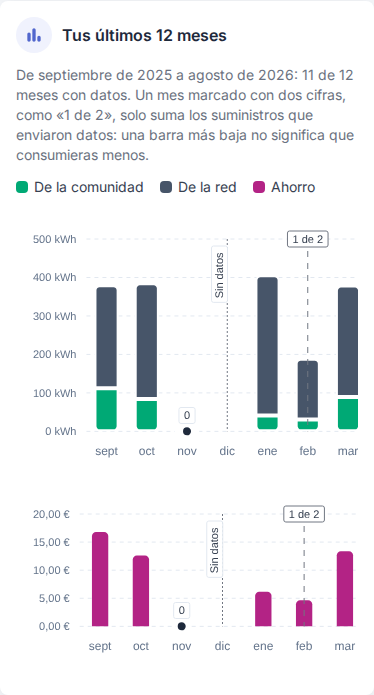 Tus últimos 12 meses
De septiembre de 2025 a agosto de 2026: 11 de 12
meses con datos. Un mes marcado con dos cifras,
como «1 de 2», solo suma los suministros que
enviaron datos: una barra más baja no significa que
consumieras menos.
De la comunidad De la red Ahorro
500 kWh
400 kWh
300 kWh
200 kWh
100 kWh
0 kWh
Sin datos
1 de 2
0
sept oct nov dic ene feb mar
20,00 €
15,00 €
10,00 €
5,00 €
0,00 €
Sin datos
1 de 2
0
sept oct nov dic ene feb mar